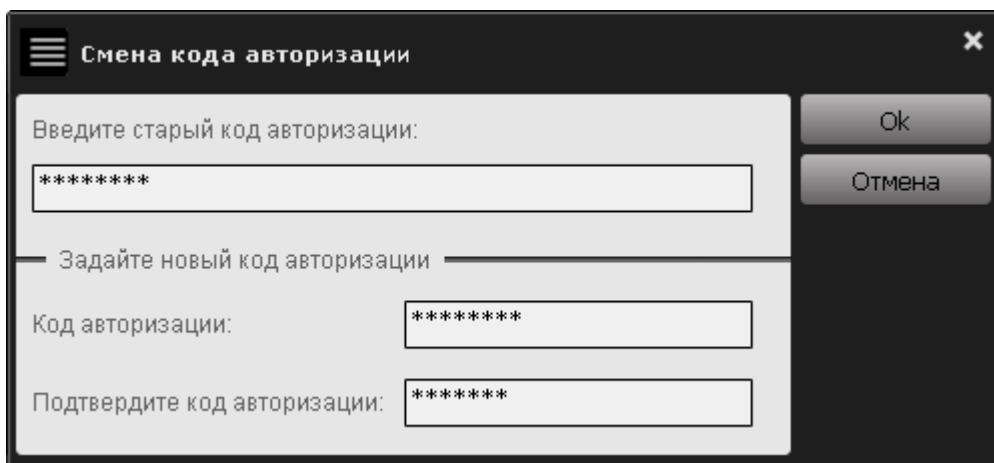 Смена кода авторизации
Введите старый код авторизации:
Ok
********
Отмена
Задайте новый код авторизации
Код авторизации:
********
Подтвердите код авторизации:
*******